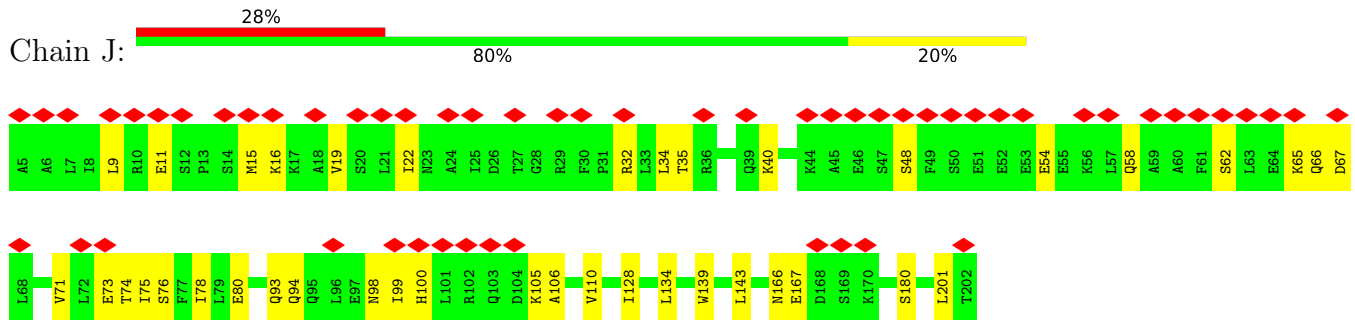 28%
Chain J:
80% 20%
A5 A6 L7 I8 L9 R10 E11 S12 P13 S14 M15 K16 K17 A18 V19 S20 L21 I22 N23 A24 I25 D26 T27 G28 R29 F30 P31 R32 L33 L34 T35 R36 Q39 K40 K44 A45 E46 S47 S48 F49 S50 E51 E52 E53 E54 E55 K56 L57 Q58 A59 A60 F61 S62 L63 E64 K65 Q66 D67
L68 V71 L72 E73 T74 I75 S76 F77 I78 L79 E80 Q93 Q94 Q95 L96 E97 N98 I99 H100 L101 R102 Q103 D104 K105 A106 V110 I128 L134 W139 L143 N166 E167 D168 S169 K170 S180 L201 T202